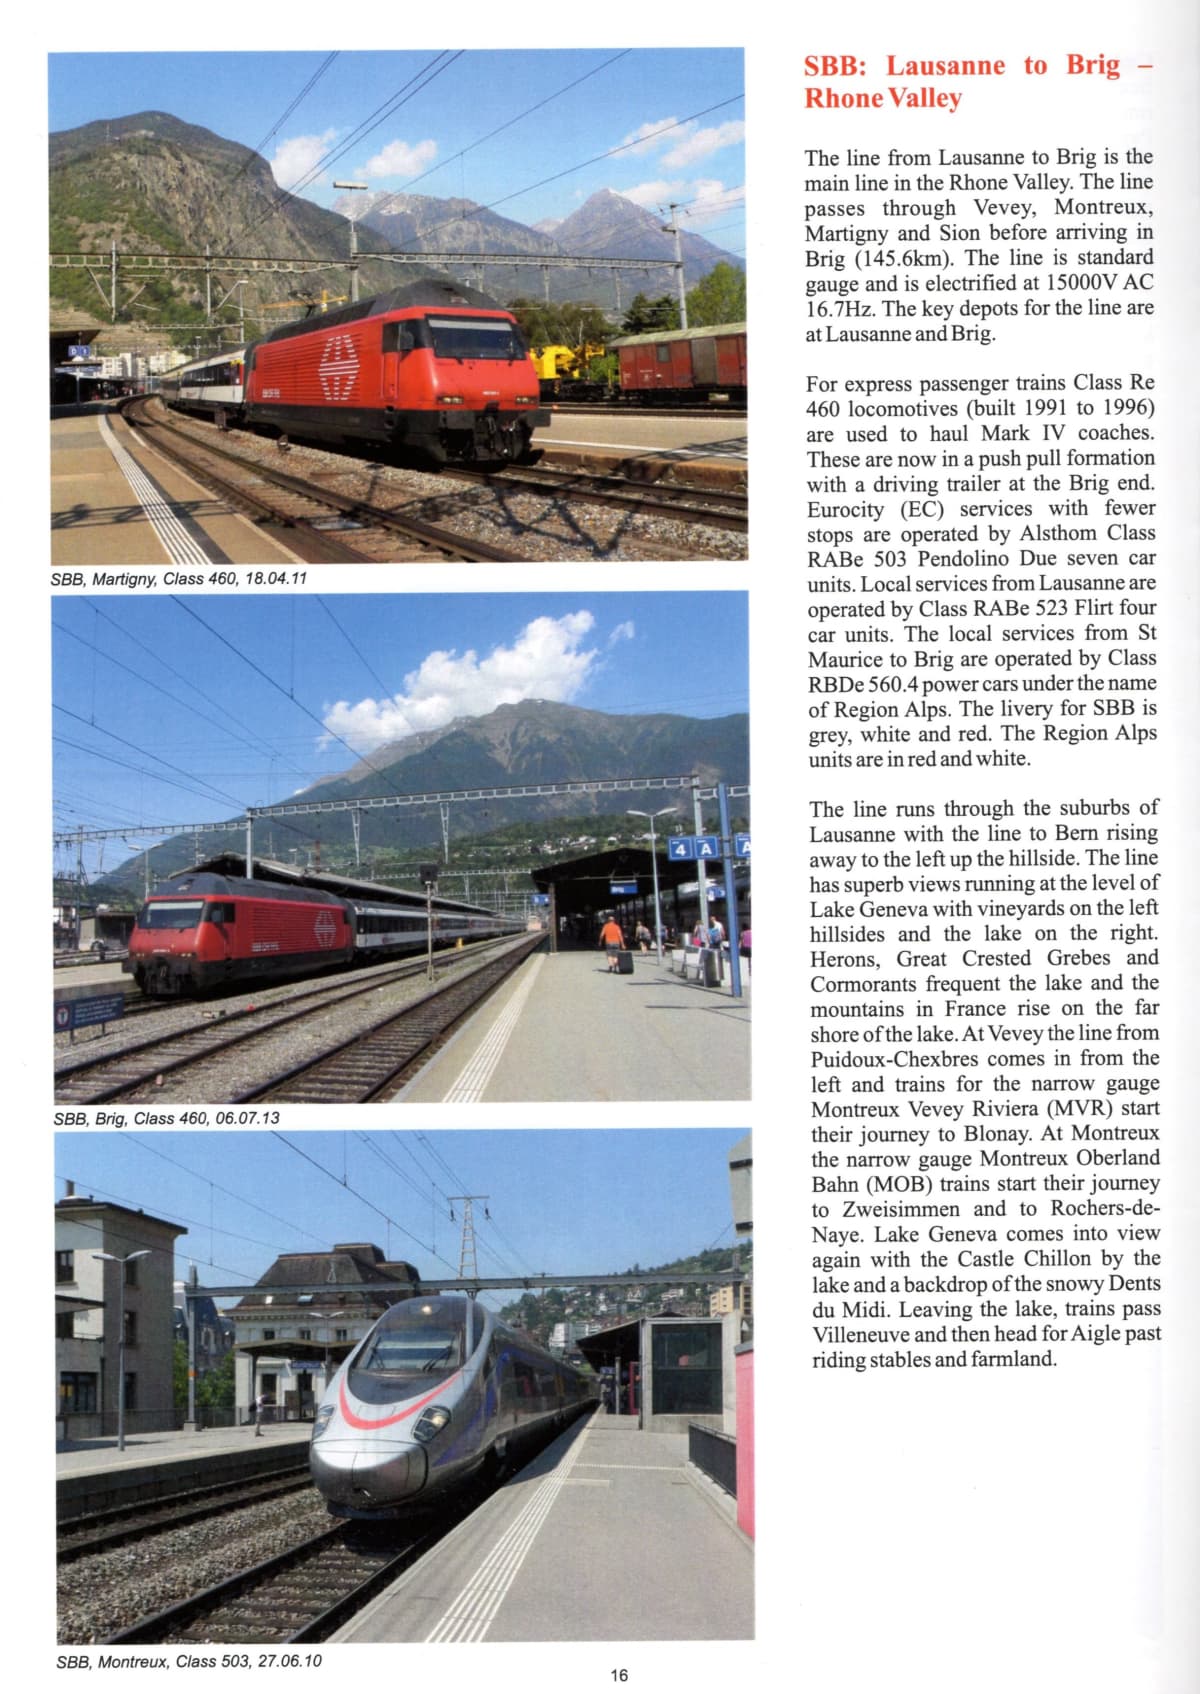 SBB: Lausanne to Brig –
Rhone Valley
The line from Lausanne to Brig is the
main line in the Rhone Valley. The line
passes through Vevey, Montreux,
Martigny and Sion before arriving in
Brig (145.6km). The line is standard
gauge and is electrified at 15000V AC
16.7Hz. The key depots for the line are
at Lausanne and Brig.
For express passenger trains Class Re
460 locomotives (built 1991 to 1996)
are used to haul Mark IV coaches.
These are now in a push pull formation
with a driving trailer at the Brig end.
Eurocity (EC) services with fewer
stops are operated by Alsthom Class
RABe 503 Pendolino Due seven car
units. Local services from Lausanne are
operated by Class RABe 523 Flirt four
car units. The local services from St
Maurice to Brig are operated by Class
RBDe 560.4 power cars under the name
of Region Alps. The livery for SBB is
grey, white and red. The Region Alps
units are in red and white.
The line runs through the suburbs of
Lausanne with the line to Bern rising
away to the left up the hillside. The line
has superb views running at the level of
Lake Geneva with vineyards on the left
hillsides and the lake on the right.
Herons, Great Crested Grebes and
Cormorants frequent the lake and the
mountains in France rise on the far
shore of the lake. At Vevey the line from
Puidoux-Chexbres comes in from the
left and trains for the narrow gauge
Montreux Vevey Riviera (MVR) start
their journey to Blonay. At Montreux
the narrow gauge Montreux Oberland
Bahn (MOB) trains start their journey
to Zweisimmen and to Rochers-de-
Naye. Lake Geneva comes into view
again with the Castle Chillon by the
lake and a backdrop of the snowy Dents
du Midi. Leaving the lake, trains pass
Villeneuve and then head for Aigle past
riding stables and farmland.
SBB, Martigny, Class 460, 18.04.11
4 A
A
Brig
SBB, Brig, Class 460, 06.07.13
SBB, Montreux, Class 503, 27.06.10
16